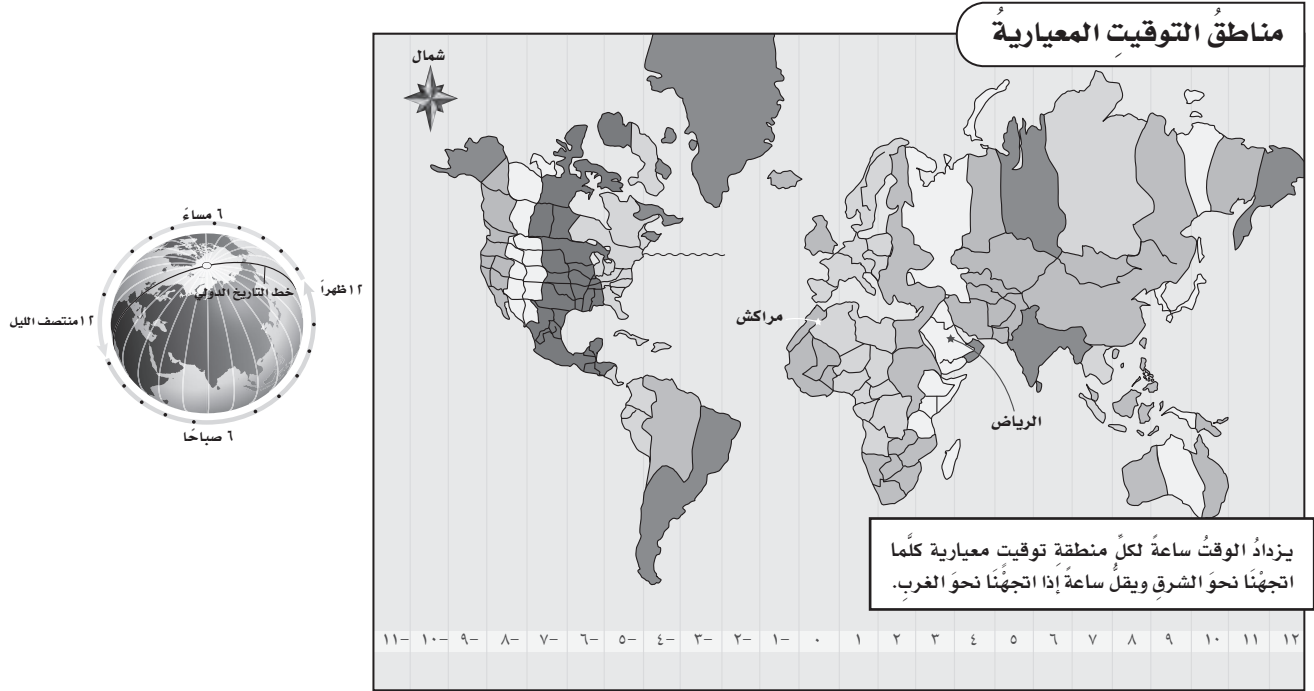 مناطقُ التوقيتِ المعياريةُ
شمال
٦ مساءً
١٢ ظهراً
خط التاريخ الدولي
١٢ منتصف الليل
٦ صباحًا
مراكش
الرياض
يزدادُ الوقتُ ساعةً لكلِّ منطقةِ توقيتٍ معيارية كلَّما
اتجهْنَا نحوَ الشرقِ ويقلُّ ساعةً إذا اتجهْنَا نحوَ الغربِ.
١١− ١٠− ٩− ٨− ٧− ٦− ٥− ٤− ٣− ٢− ١− ٠ ١ ٢ ٣ ٤ ٥ ٦ ٧ ٨ ٩ ١٠ ١١ ١٢